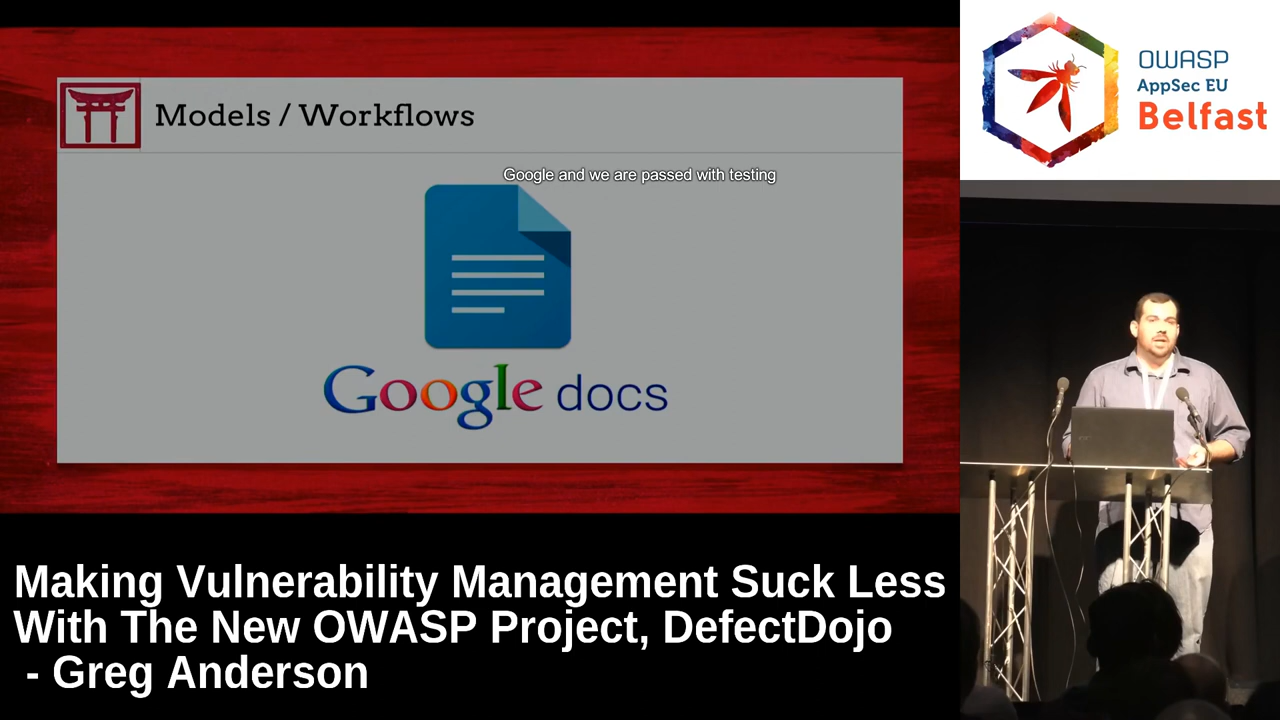 Models / Workflows
Google and we are passed with testing
Google docs
OWASP
AppSec EU
Belfast
Making Vulnerability Management Suck Less
With The New OWASP Project, DefectDojo
- Greg Anderson